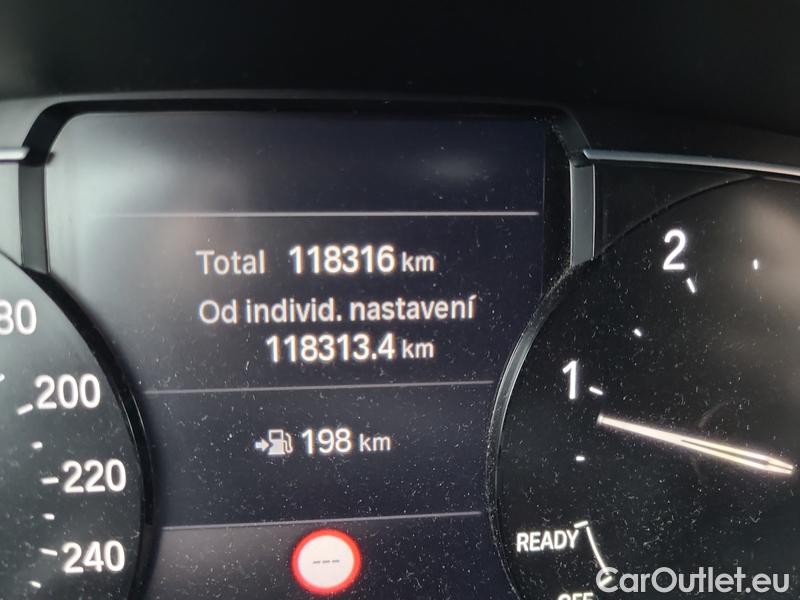 Total 118316 km
Od individ. nastavení
118313.4 km
198 km
---
80
200
220
240
2
1
READY
OFF
CarOutlet.eu